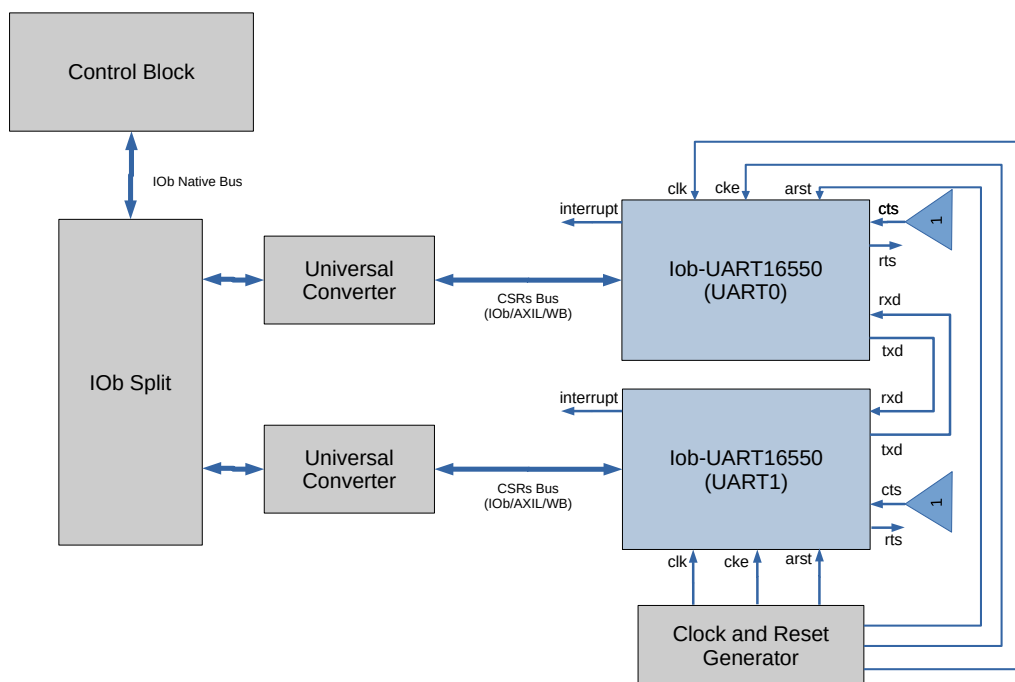 Control Block
IOb Native Bus
clk
cke
arst
interrupt
cts
1
Iob-UART16550
(UART0)
rts
Universal
Converter
CSRs Bus
(IOb/AXIL/WB)
rxd
txd
IOb Split
interrupt
rxd
Universal
Converter
Iob-UART16550
(UART1)
txd
CSRs Bus
(IOb/AXIL/WB)
cts
1
rts
clk
cke
arst
Clock and Reset
Generator